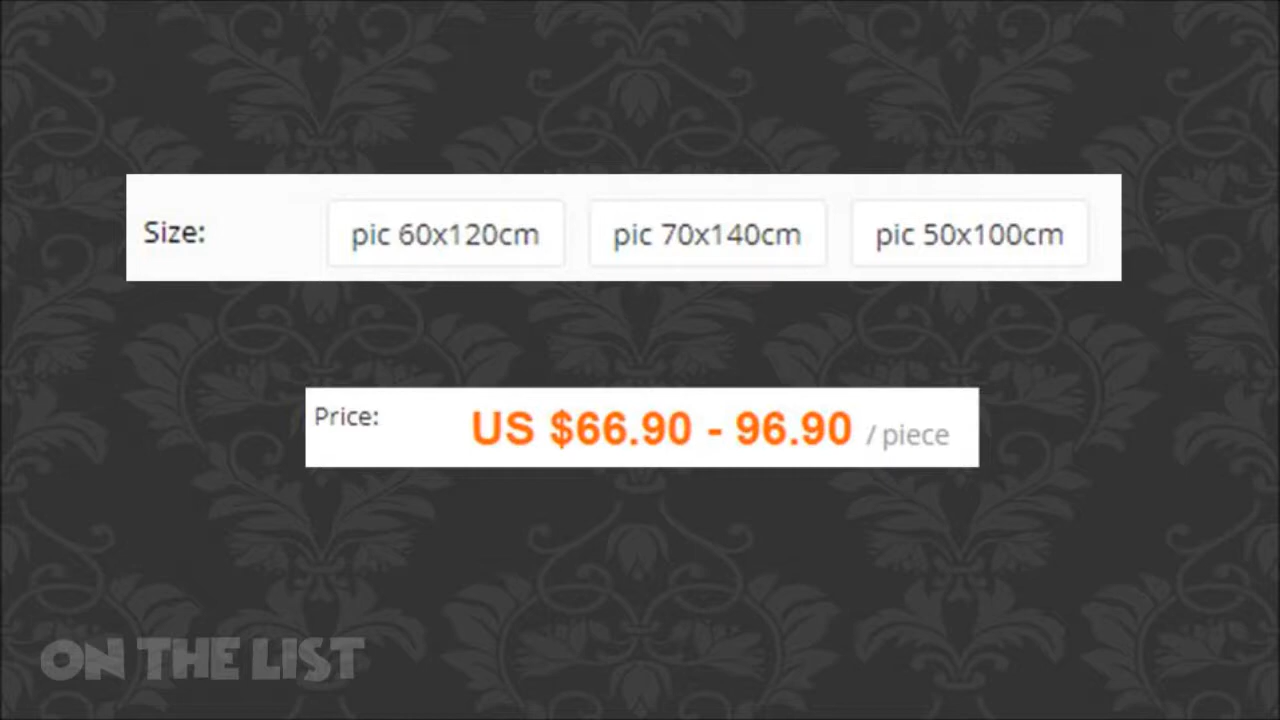 Size: pic 60x120cm pic 70x140cm pic 50x100cm
Price: US $66.90 - 96.90 / piece
ON THE LIST